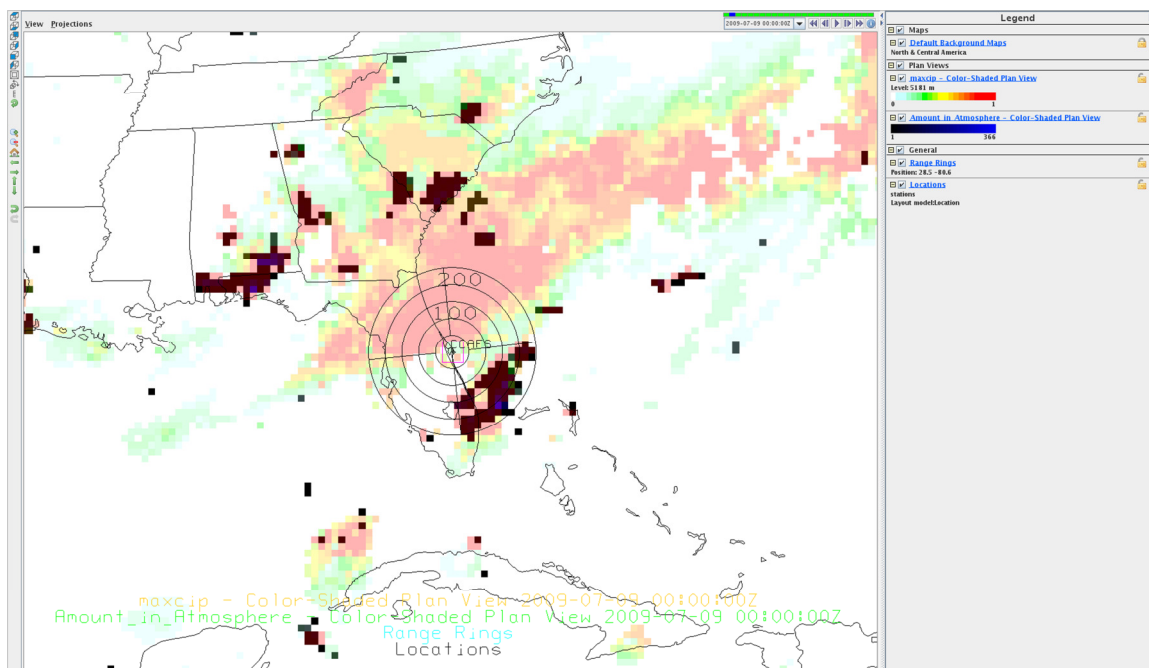 View Projections
2009-07-09 00:00:00Z
Legend
Maps
Default Background Maps
North & Central America
Plan Views
maxcip - Color-Shaded Plan View
Level: 5181 m
0 1
Amount_in_Atmosphere - Color-Shaded Plan View
1 366
General
Range Rings
Position: 28.5 -80.6
Locations
stations
Layout model:Location
200
100
CCAFS
maxcip - Color-Shaded Plan View 2009-07-09 00:00:00Z
Amount_in_Atmosphere - Color-Shaded Plan View 2009-07-09 00:00:00Z
Range Rings
Locations